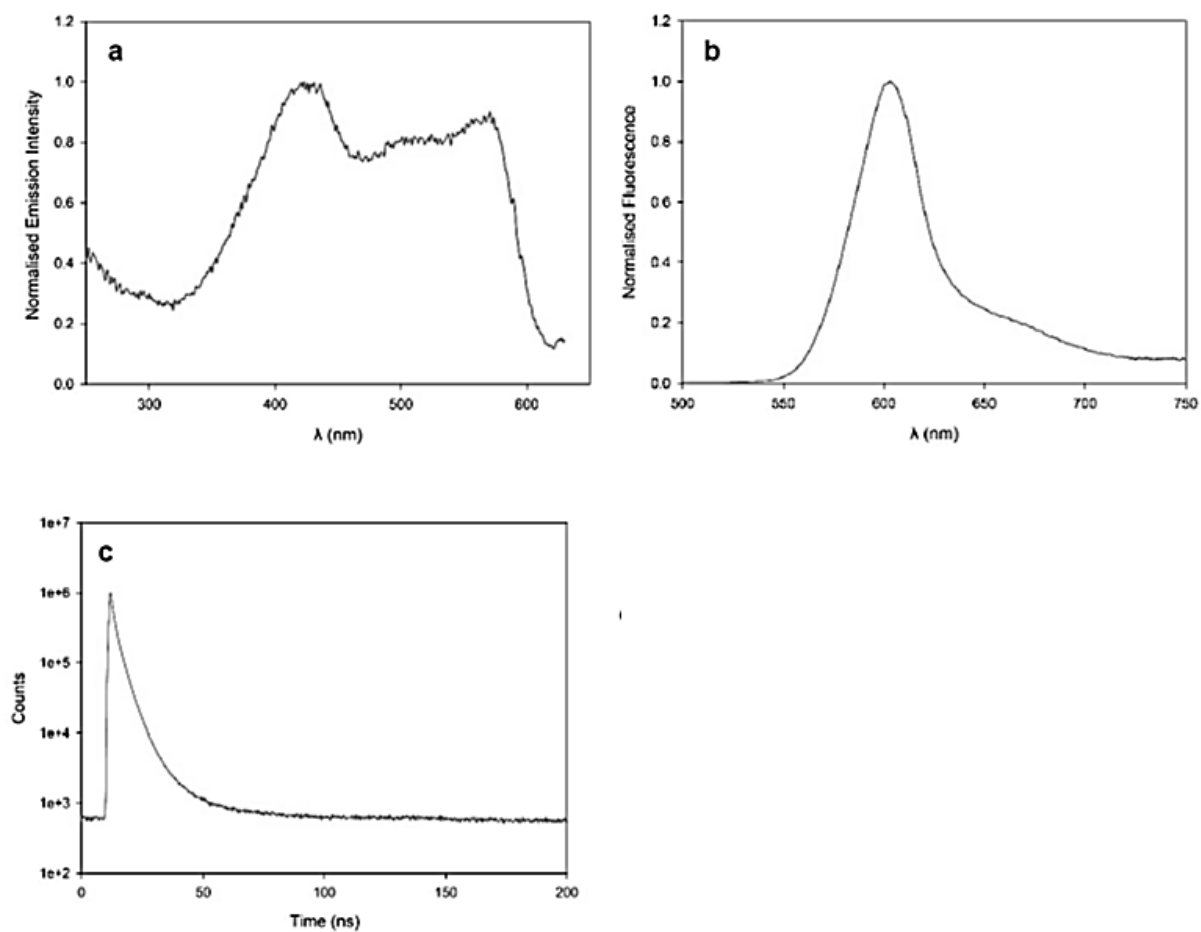 a
Normalised Emission Intensity
1.2
1.0
0.8
0.6
0.4
0.2
0.0
300 400 500 600
λ (nm)
b
Normalised Fluorescence
1.2
1.0
0.8
0.6
0.4
0.2
0.0
500 550 600 650 700 750
λ (nm)
c
Counts
1e+7
1e+6
1e+5
1e+4
1e+3
1e+2
0 50 100 150 200
Time (ns)